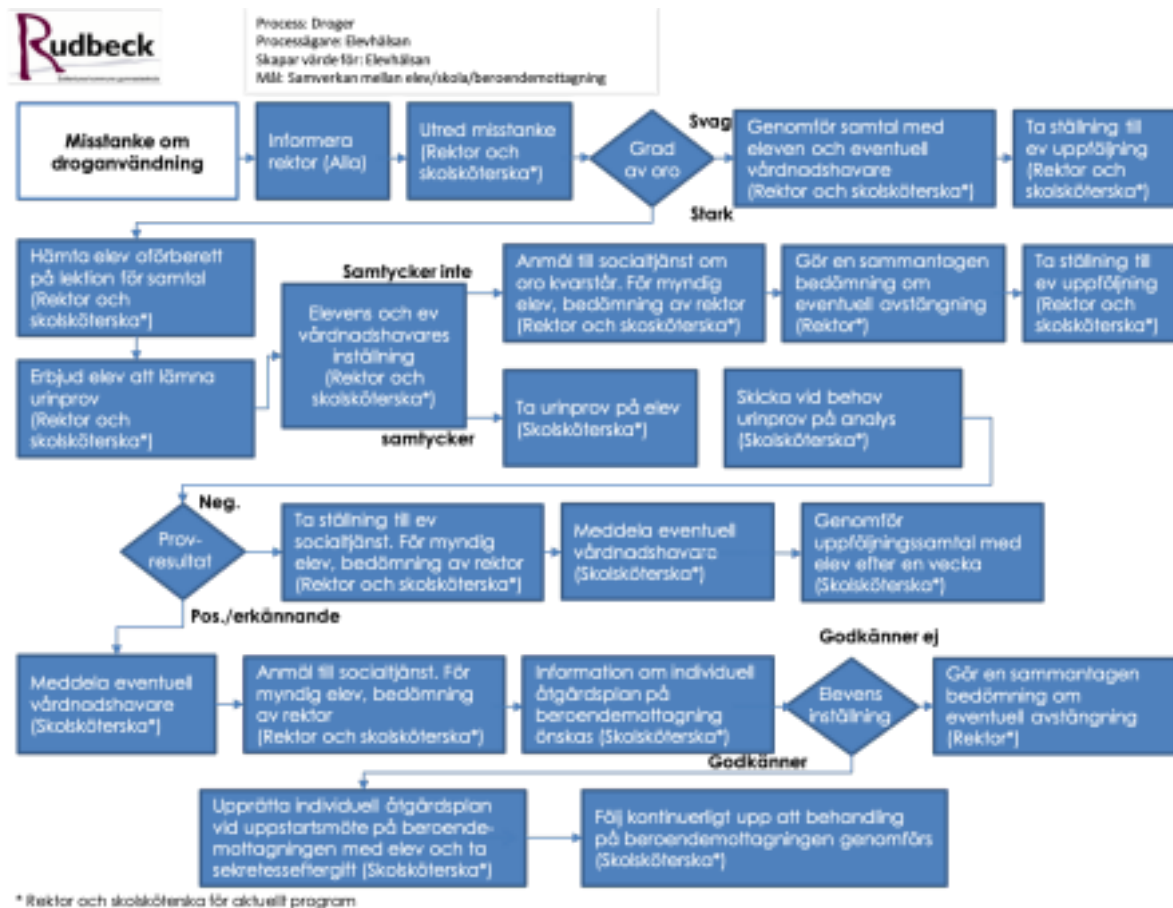 Rudbeck
Process: Droger
Processägare: Elevhälsan
Skapar värde för: Elevhälsan
Mål: Samverkan mellan elev/skola/beroendemottagning
Misstanke om
droganvändning
Informera
rektor (Alla)
Utred misstanke
(Rektor och
skolsköterska*)
Grad
av oro
Svag
Genomför samtal med
eleven och eventuell
vårdnadshavare
(Rektor och skolsköterska*)
Ta ställning till
ev uppföljning
(Rektor och
skolsköterska*)
Stark
Hämta elev oförberett
på lektion för samtal
(Rektor och
skolsköterska*)
Erbjud elev att lämna
urinprov
(Rektor och
skolsköterska*)
Elevens och ev
vårdnadshavares
inställning
(Rektor och
skolsköterska*)
Samtycker inte
Anmäl till socialtjänst om
oro kvarstår. För myndig
elev, bedömning av rektor
(Rektor och skosköterska*)
Gör en sammantagen
bedömning om
eventuell avstängning
(Rektor*)
Ta ställning till
ev uppföljning
(Rektor och
skolsköterska*)
samtycker
Ta urinprov på elev
(Skolsköterska*)
Skicka vid behov
urinprov på analys
(Skolsköterska*)
Prov-
resultat
Neg.
Ta ställning till ev
socialtjänst. För myndig
elev, bedömning av rektor
(Rektor och skolsköterska*)
Meddela eventuell
vårdnadshavare
(Skolsköterska*)
Genomför
uppföljningssamtal med
elev efter en vecka
(Skolsköterska*)
Pos./erkännande
Meddela eventuell
vårdnadshavare
(Skolsköterska*)
Anmäl till socialtjänst. För
myndig elev, bedömning
av rektor
(Rektor och skolsköterska*)
Information om individuell
åtgärdsplan på
beroendemottagning
önskas (Skolsköterska*)
Elevens
inställning
Godkänner ej
Gör en sammantagen
bedömning om
eventuell avstängning
(Rektor*)
Godkänner
Upprätta individuell åtgärdsplan
vid uppstartsmöte på beroende-
mottagningen med elev och ta
sekretesseftergift (Skolsköterska*)
Följ kontinuerligt upp att behandling
på beroendemottagningen genomförs
(Skolsköterska*)
* Rektor och skolsköterska för aktuellt program